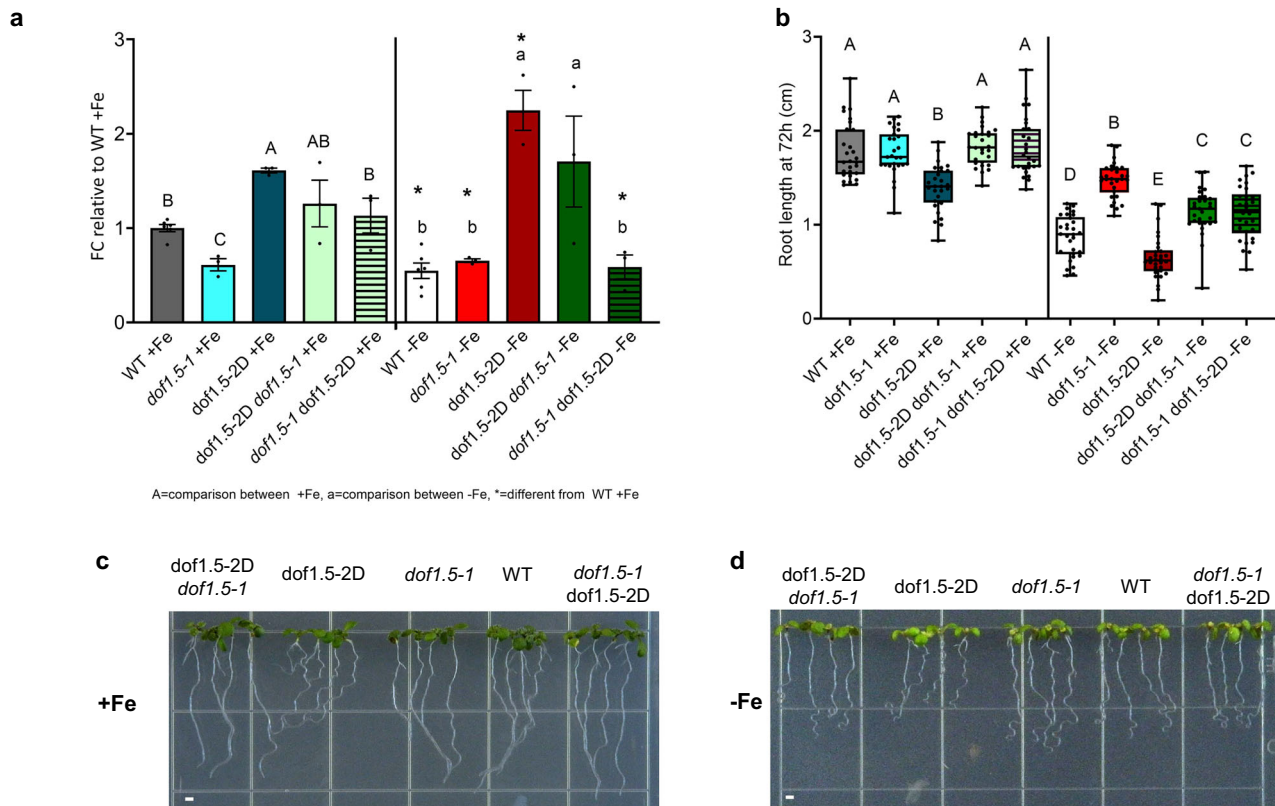 a
FC relative to WT +Fe
3
2
1
0
B
C
A
AB
B
*
b
*
b
*
a
a
*
b
WT +Fe
dof1.5-1 +Fe
dof1.5-2D +Fe
dof1.5-2D dof1.5-1 +Fe
dof1.5-1 dof1.5-2D +Fe
WT -Fe
dof1.5-1 -Fe
dof1.5-2D -Fe
dof1.5-2D dof1.5-1 -Fe
dof1.5-1 dof1.5-2D -Fe
A=comparison between +Fe, a=comparison between -Fe, *=different from WT +Fe
b
Root length at 72h (cm)
3
2
1
0
A
A
B
A
A
D
B
E
C
C
WT +Fe
dof1.5-1 +Fe
dof1.5-2D +Fe
dof1.5-2D dof1.5-1 +Fe
dof1.5-1 dof1.5-2D +Fe
WT -Fe
dof1.5-1 -Fe
dof1.5-2D -Fe
dof1.5-2D dof1.5-1 -Fe
dof1.5-1 dof1.5-2D -Fe
c
dof1.5-2D
dof1.5-1
dof1.5-2D
dof1.5-1
WT
dof1.5-1
dof1.5-2D
+Fe
d
dof1.5-2D
dof1.5-1
dof1.5-2D
dof1.5-1
WT
dof1.5-1
dof1.5-2D
-Fe